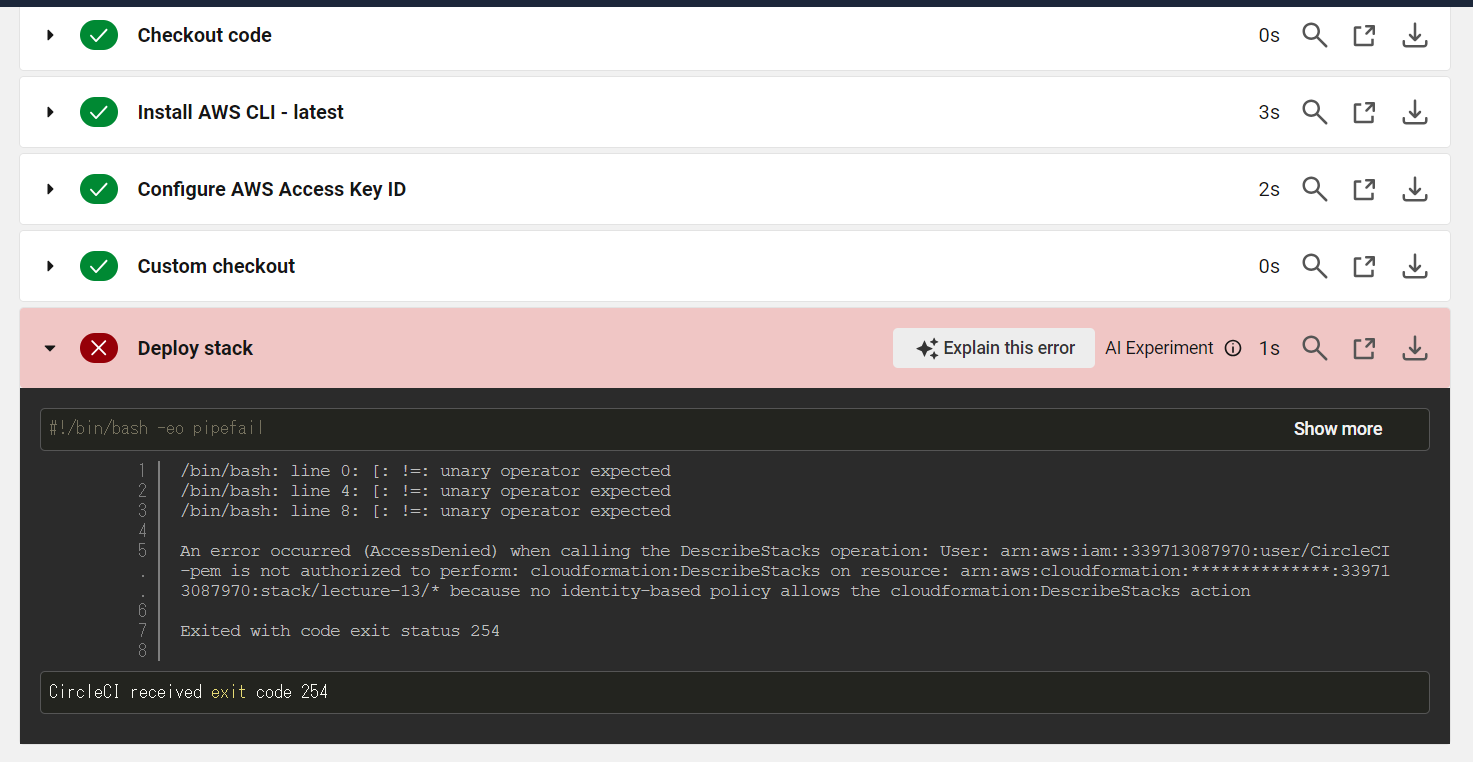 Checkout code 0s
Install AWS CLI - latest 3s
Configure AWS Access Key ID 2s
Custom checkout 0s
Deploy stack Explain this error AI Experiment 1s
#!/bin/bash -eo pipefail Show more
1 /bin/bash: line 0: [: !=: unary operator expected
2 /bin/bash: line 4: [: !=: unary operator expected
3 /bin/bash: line 8: [: !=: unary operator expected
4
5 An error occurred (AccessDenied) when calling the DescribeStacks operation: User: arn:aws:iam::339713087970:user/CircleCI
. -pem is not authorized to perform: cloudformation:DescribeStacks on resource: arn:aws:cloudformation:**************:33971
. 3087970:stack/lecture-13/* because no identity-based policy allows the cloudformation:DescribeStacks action
6
7 Exited with code exit status 254
8
CircleCI received exit code 254